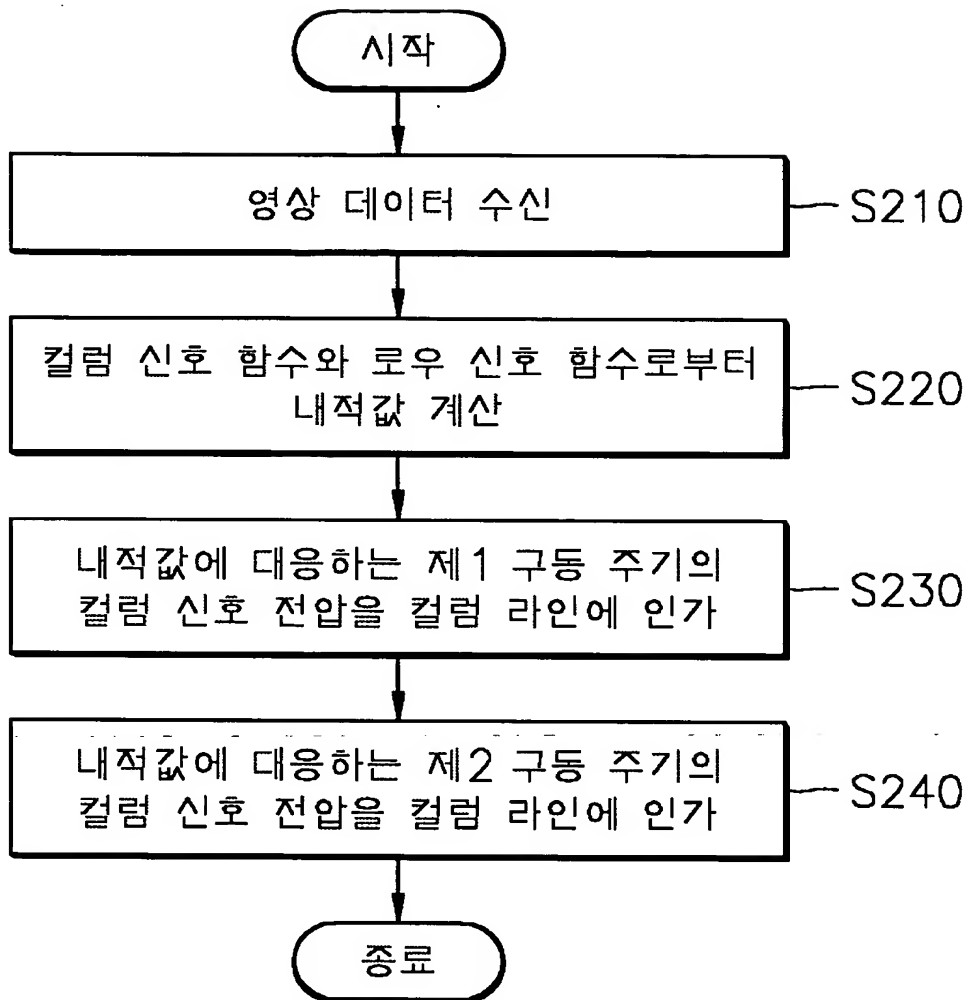 시작
영상 데이터 수신
S210
컬럼 신호 함수와 로우 신호 함수로부터
내적값 계산
S220
내적값에 대응하는 제1 구동 주기의
컬럼 신호 전압을 컬럼 라인에 인가
S230
내적값에 대응하는 제2 구동 주기의
컬럼 신호 전압을 컬럼 라인에 인가
S240
종료